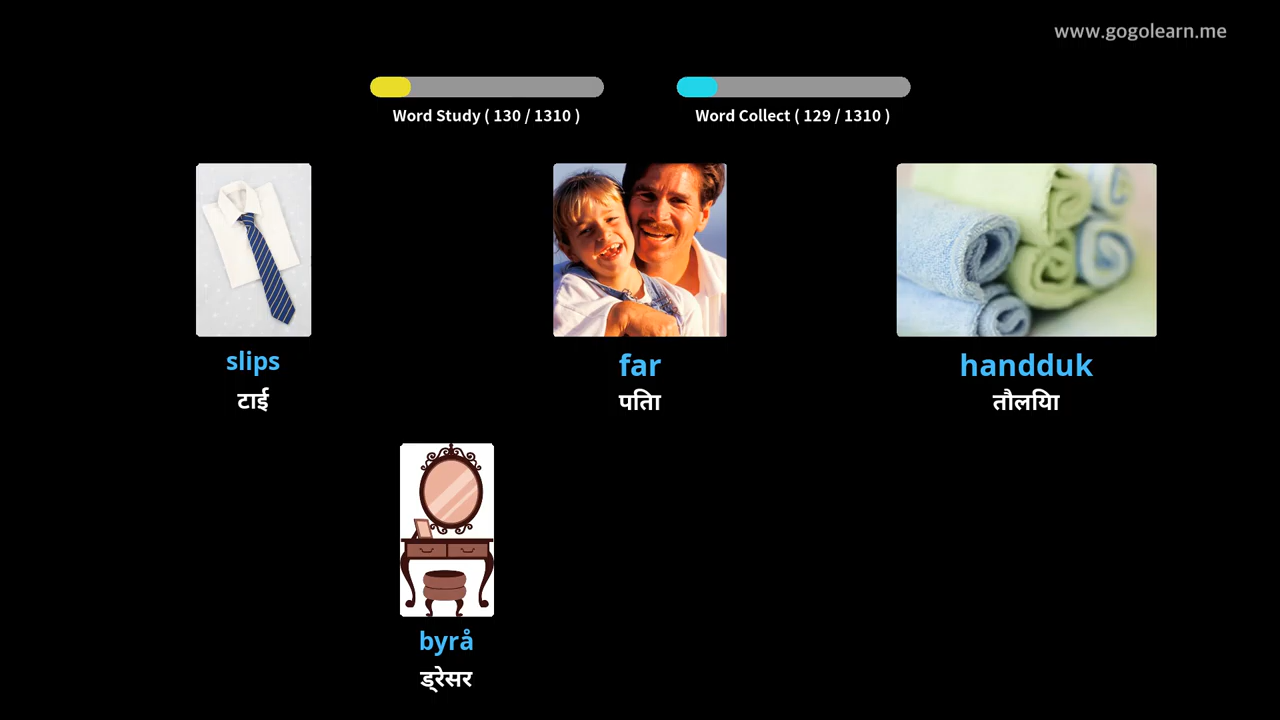 www.gogolearn.me
Word Study ( 130 / 1310 )
Word Collect ( 129 / 1310 )
slips
टाई
far
पिता
handduk
तौलिया
byrå
ड्रेसर